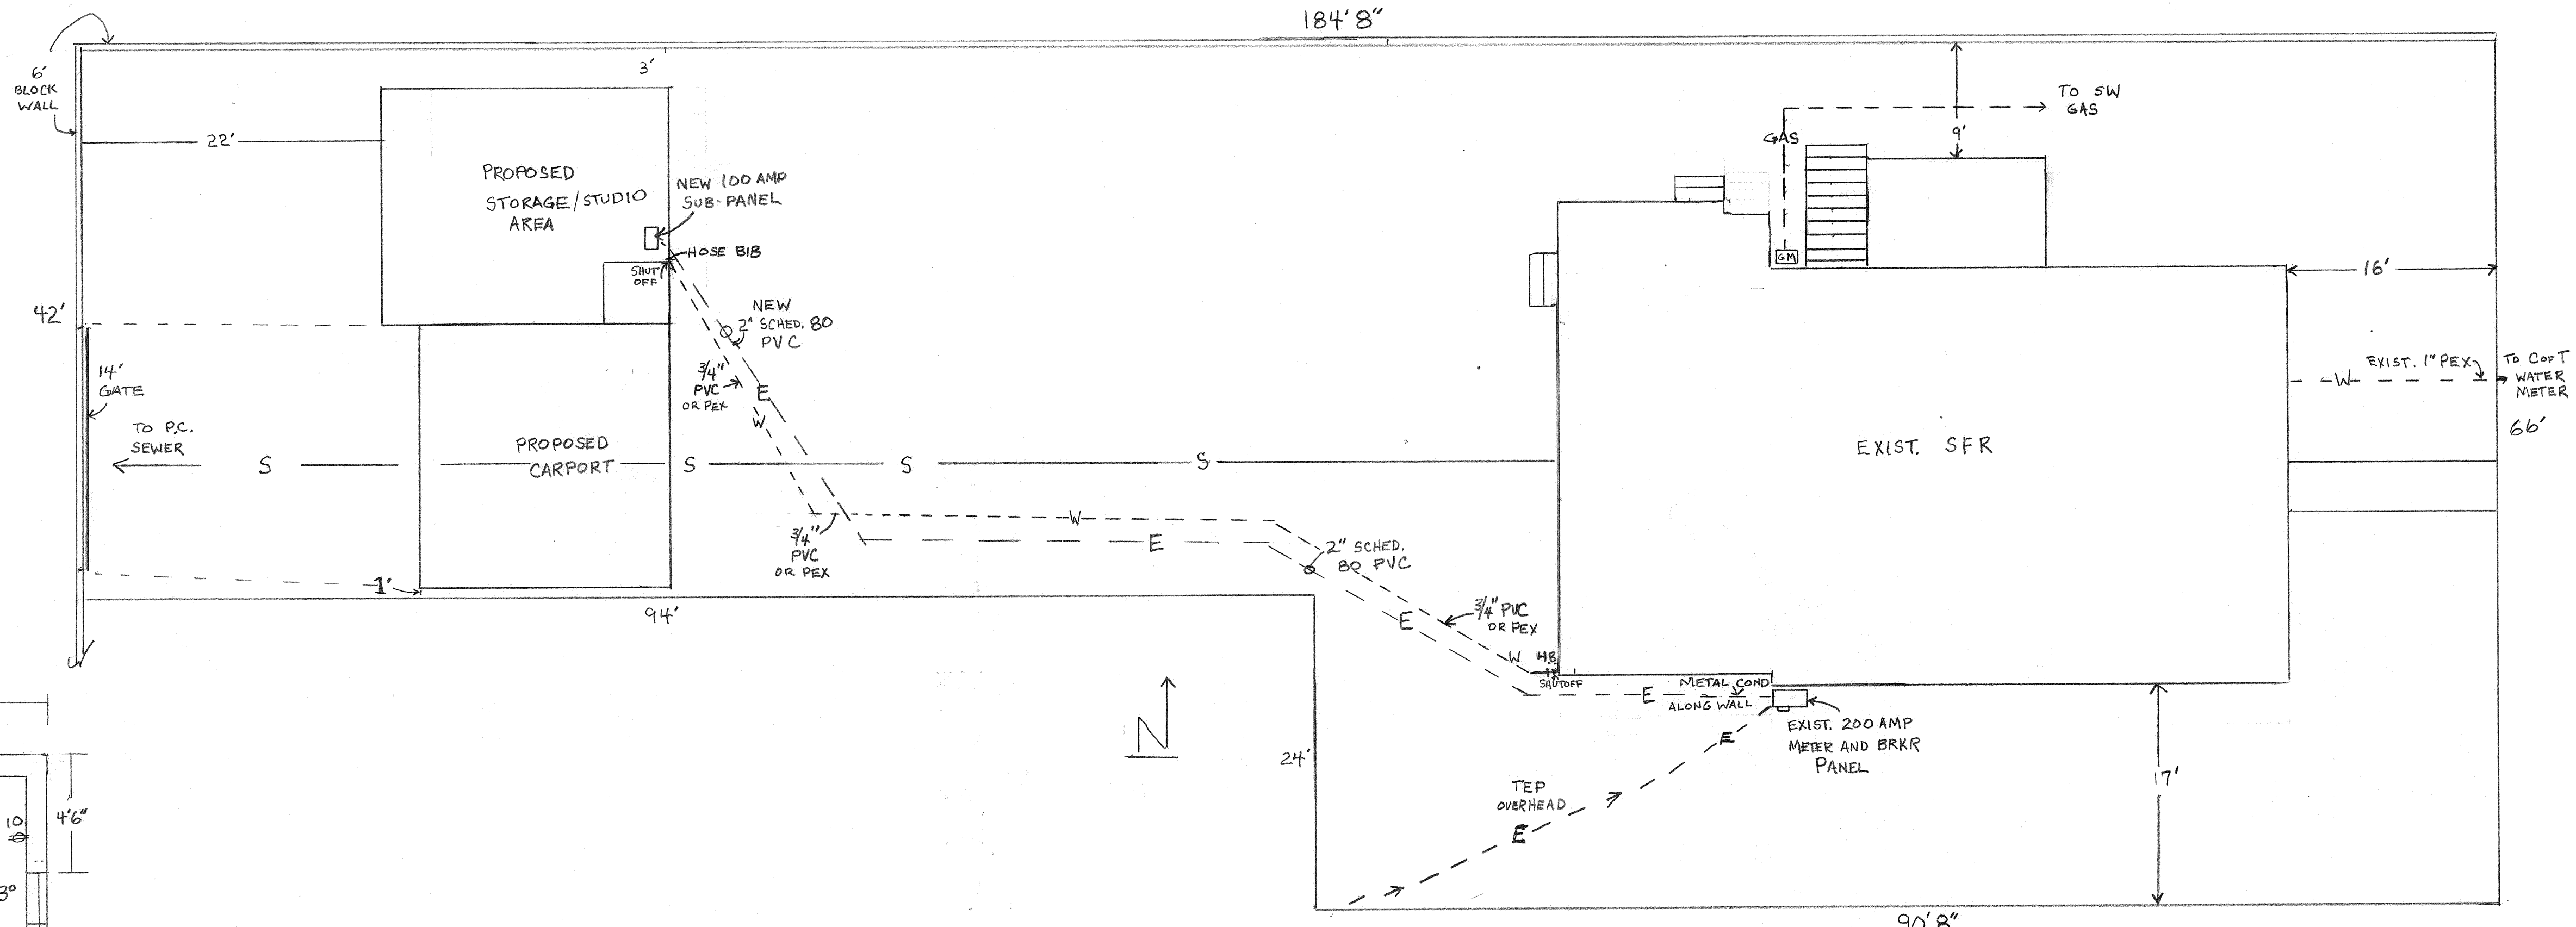 184'8"
6'
BLOCK
WALL
3'
22'
PROPOSED
STORAGE/STUDIO
AREA
NEW 100 AMP
SUB-PANEL
HOSE BIB
SHUT
OFF
42'
NEW
2" SCHED. 80
PVC
3/4"
PVC
OR PEX
E
W
14'
GATE
TO P.C.
SEWER
S
PROPOSED
CARPORT
S
S
S
3/4"
PVC
OR PEX
W
E
1'
94'
2" SCHED.
80 PVC
E
3/4" PVC
OR PEX
W
H.B.
SHUTOFF
E
METAL COND
ALONG WALL
EXIST. 200 AMP
METER AND BRKR
PANEL
E
TEP
OVERHEAD
E
24'
N
GAS
TO SW
GAS
9'
GM
16'
EXIST. SFR
W
EXIST. 1" PEX
TO COFT
WATER
METER
66'
17'
90'8"
4'6"
10
3⁰